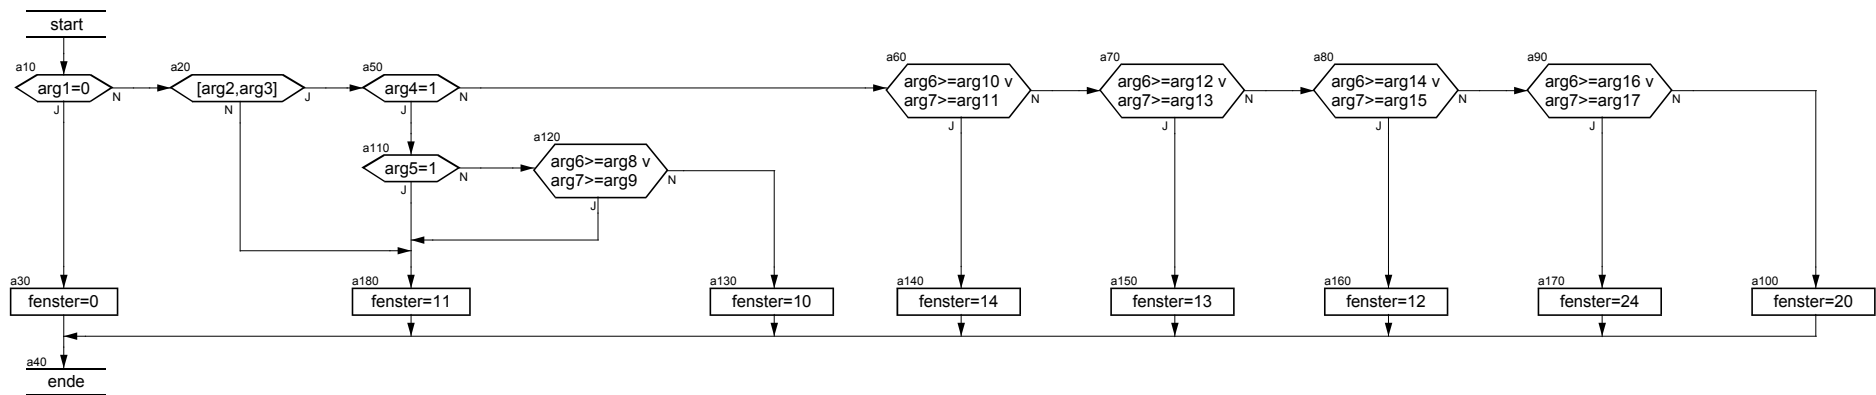 start
a10
arg1=0
N
J
a20
[arg2,arg3]
J
N
a50
arg4=1
N
J
a60
arg6>=arg10 v
arg7>=arg11
N
J
a70
arg6>=arg12 v
arg7>=arg13
N
J
a80
arg6>=arg14 v
arg7>=arg15
N
J
a90
arg6>=arg16 v
arg7>=arg17
N
J
a110
arg5=1
N
J
a120
arg6>=arg8 v
arg7>=arg9
N
J
a30
fenster=0
a180
fenster=11
a130
fenster=10
a140
fenster=14
a150
fenster=13
a160
fenster=12
a170
fenster=24
a100
fenster=20
a40
ende